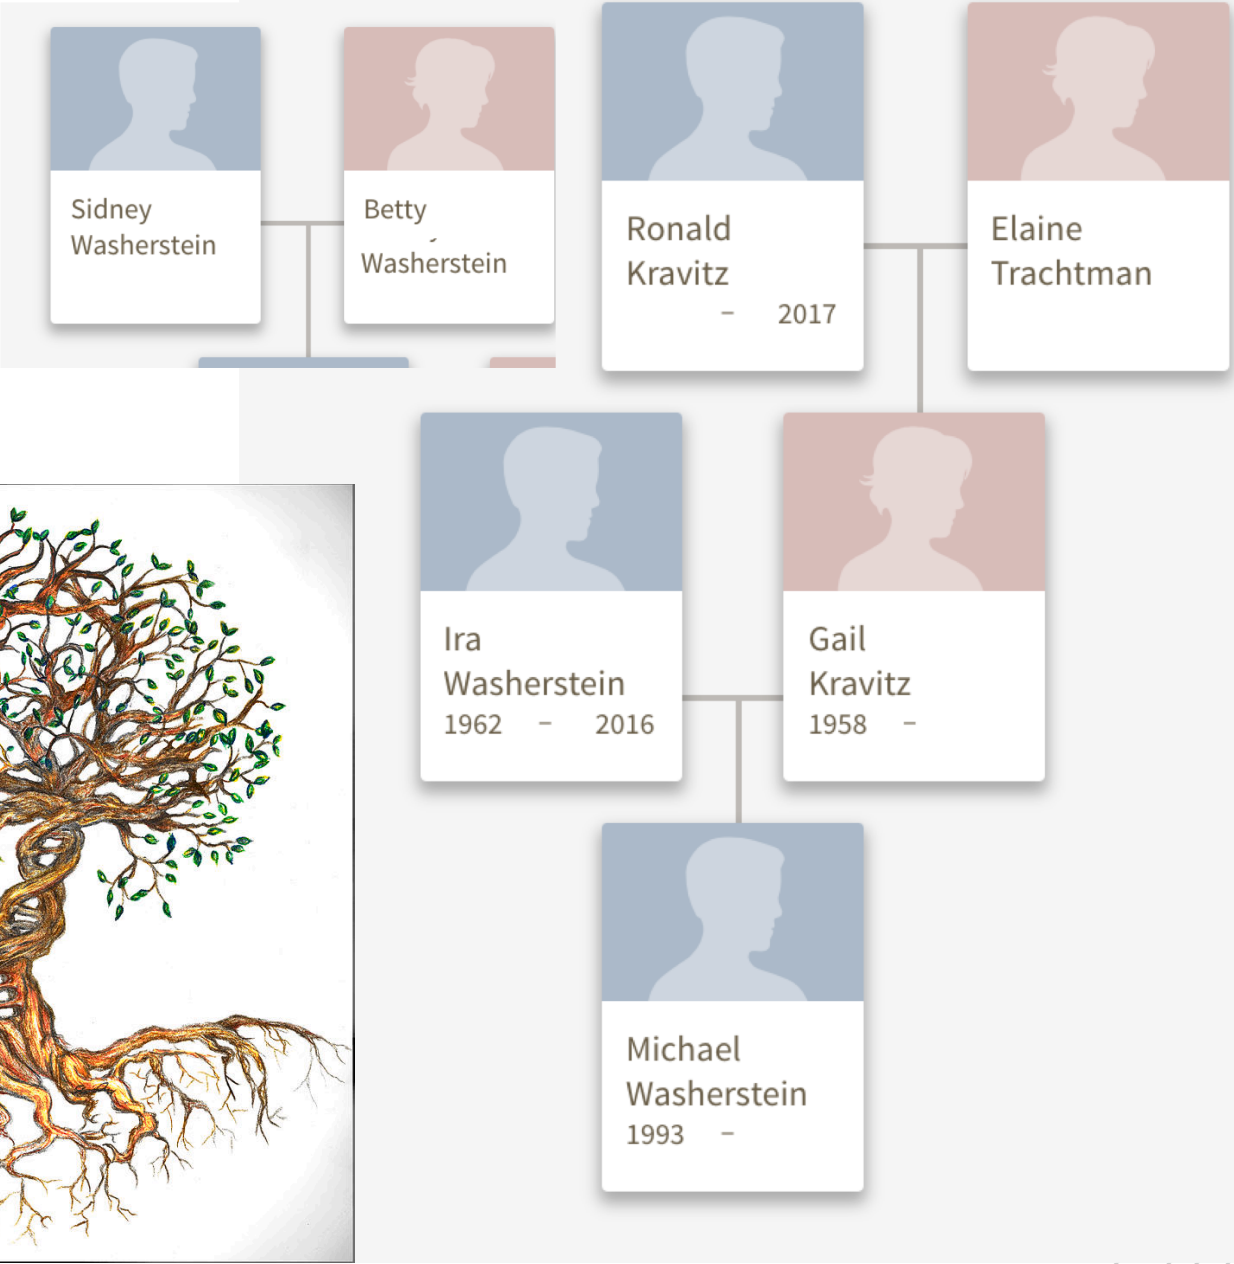 Sidney
Washerstein
Betty
Washerstein
Ronald
Kravitz
– 2017
Elaine
Trachtman
Ira
Washerstein
1962 – 2016
Gail
Kravitz
1958 –
Michael
Washerstein
1993 –